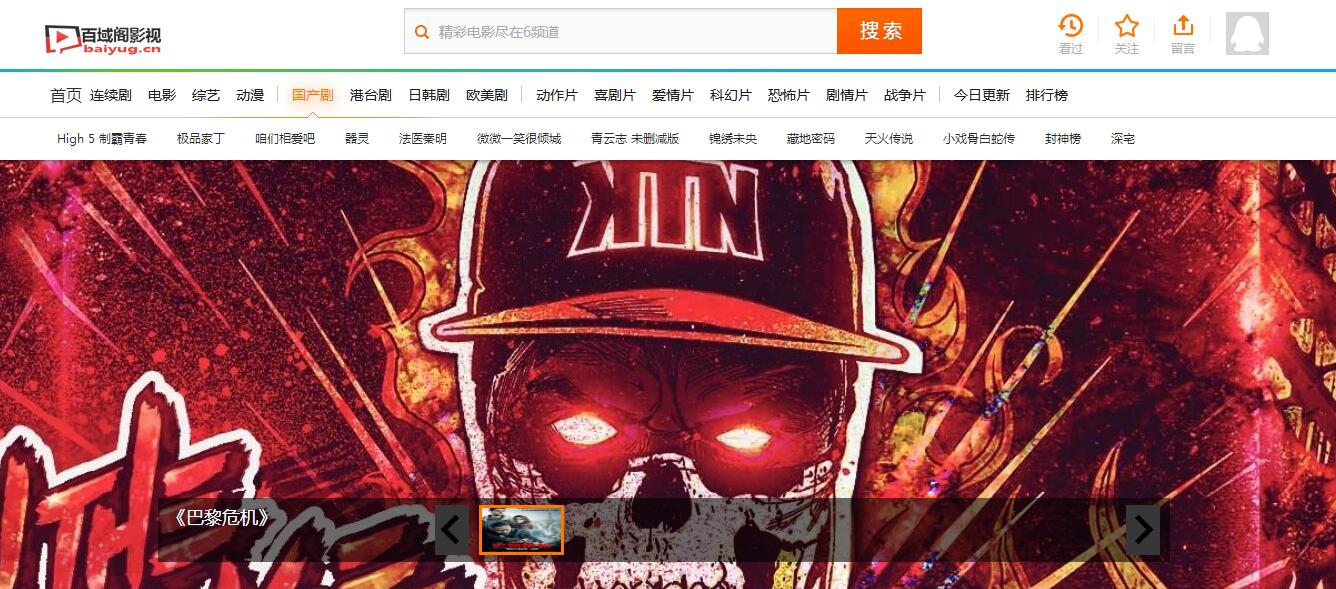 百域阁影视
baiyug.cn
精彩电影尽在6频道
搜索
看过
关注
留言
首页 连续剧 电影 综艺 动漫 国产剧 港台剧 日韩剧 欧美剧 动作片 喜剧片 爱情片 科幻片 恐怖片 剧情片 战争片 今日更新 排行榜
High 5 制霸青春 极品家丁 咱们相爱吧 器灵 法医秦明 微微一笑很倾城 青云志 未删减版 锦绣未央 藏地密码 天火传说 小戏骨白蛇传 封神榜 深宅
KTN
《巴黎危机》